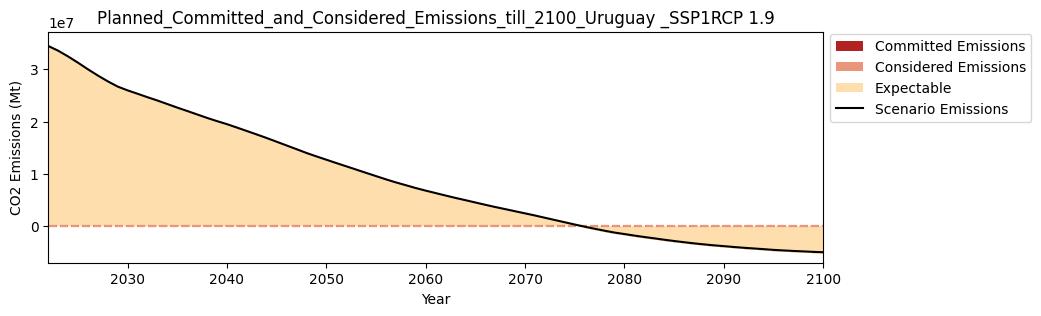 Planned_Committed_and_Considered_Emissions_till_2100_Uruguay _SSP1RCP 1.9
1e7
3
2
1
0
CO2 Emissions (Mt)
2030 2040 2050 2060 2070 2080 2090 2100
Year
Committed Emissions
Considered Emissions
Expectable
Scenario Emissions